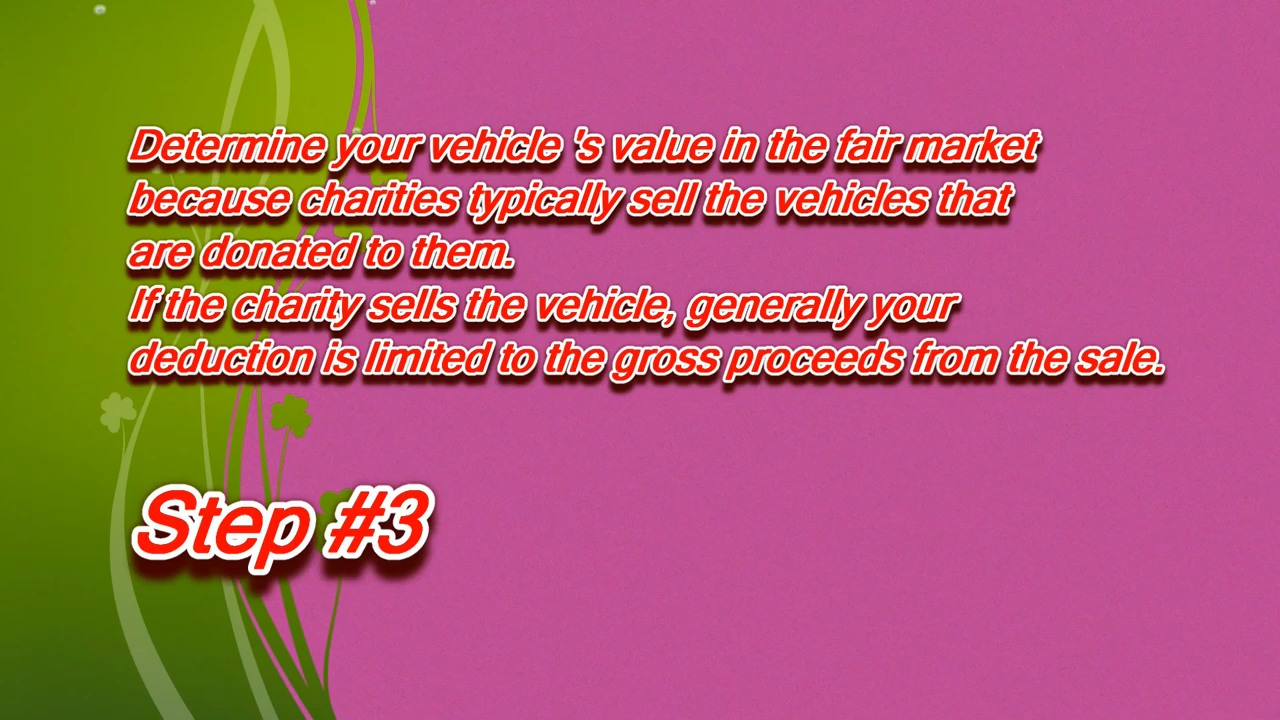 Determine your vehicle 's value in the fair market
because charities typically sell the vehicles that
are donated to them.
If the charity sells the vehicle, generally your
deduction is limited to the gross proceeds from the sale.
Step #3